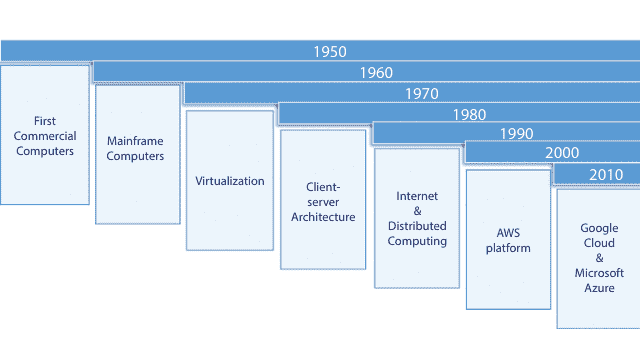 1950
1960
1970
1980
1990
2000
2010
First
Commercial
Computers
Mainframe
Computers
Virtualization
Client-
server
Architecture
Internet
&
Distributed
Computing
AWS
platform
Google
Cloud
&
Microsoft
Azure